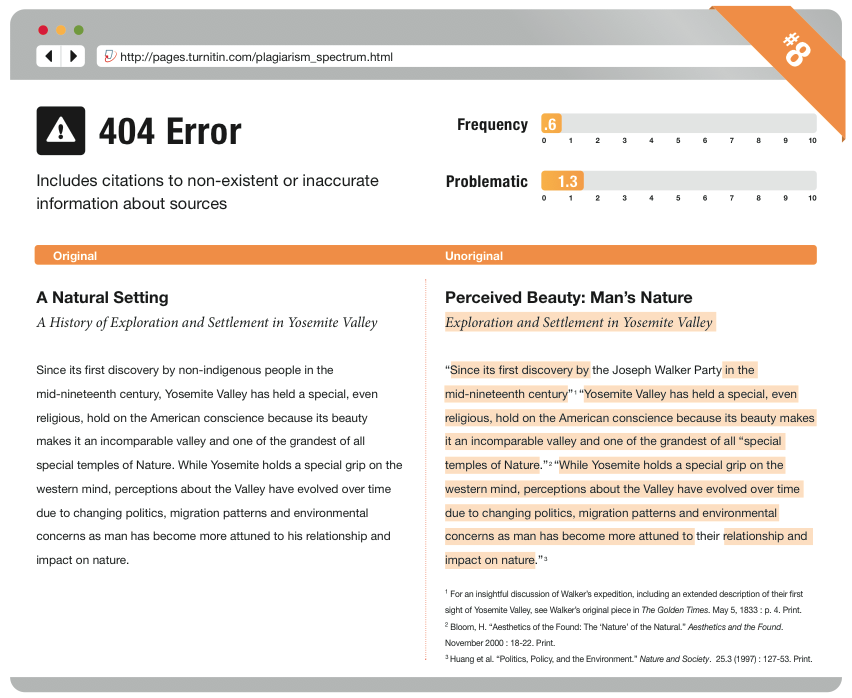 #8
http://pages.turnitin.com/plagiarism_spectrum.html
404 Error
Includes citations to non-existent or inaccurate
information about sources
Frequency
.6
0 1 2 3 4 5 6 7 8 9 10
Problematic
1.3
0 1 2 3 4 5 6 7 8 9 10
Original
Unoriginal
A Natural Setting
A History of Exploration and Settlement in Yosemite Valley
Since its first discovery by non-indigenous people in the
mid-nineteenth century, Yosemite Valley has held a special, even
religious, hold on the American conscience because its beauty
makes it an incomparable valley and one of the grandest of all
special temples of Nature. While Yosemite holds a special grip on the
western mind, perceptions about the Valley have evolved over time
due to changing politics, migration patterns and environmental
concerns as man has become more attuned to his relationship and
impact on nature.
Perceived Beauty: Man’s Nature
Exploration and Settlement in Yosemite Valley
“Since its first discovery by the Joseph Walker Party in the
mid-nineteenth century”¹ “Yosemite Valley has held a special, even
religious, hold on the American conscience because its beauty makes
it an incomparable valley and one of the grandest of all “special
temples of Nature.”² “While Yosemite holds a special grip on the
western mind, perceptions about the Valley have evolved over time
due to changing politics, migration patterns and environmental
concerns as man has become more attuned to their relationship and
impact on nature.”³
¹ For an insightful discussion of Walker’s expedition, including an extended description of their first
sight of Yosemite Valley, see Walker’s original piece in The Golden Times. May 5, 1833 : p. 4. Print.
² Bloom, H. “Aesthetics of the Found: The ‘Nature’ of the Natural.” Aesthetics and the Found.
November 2000 : 18-22. Print.
³ Huang et al. “Politics, Policy, and the Environment.” Nature and Society. 25.3 (1997) : 127-53. Print.